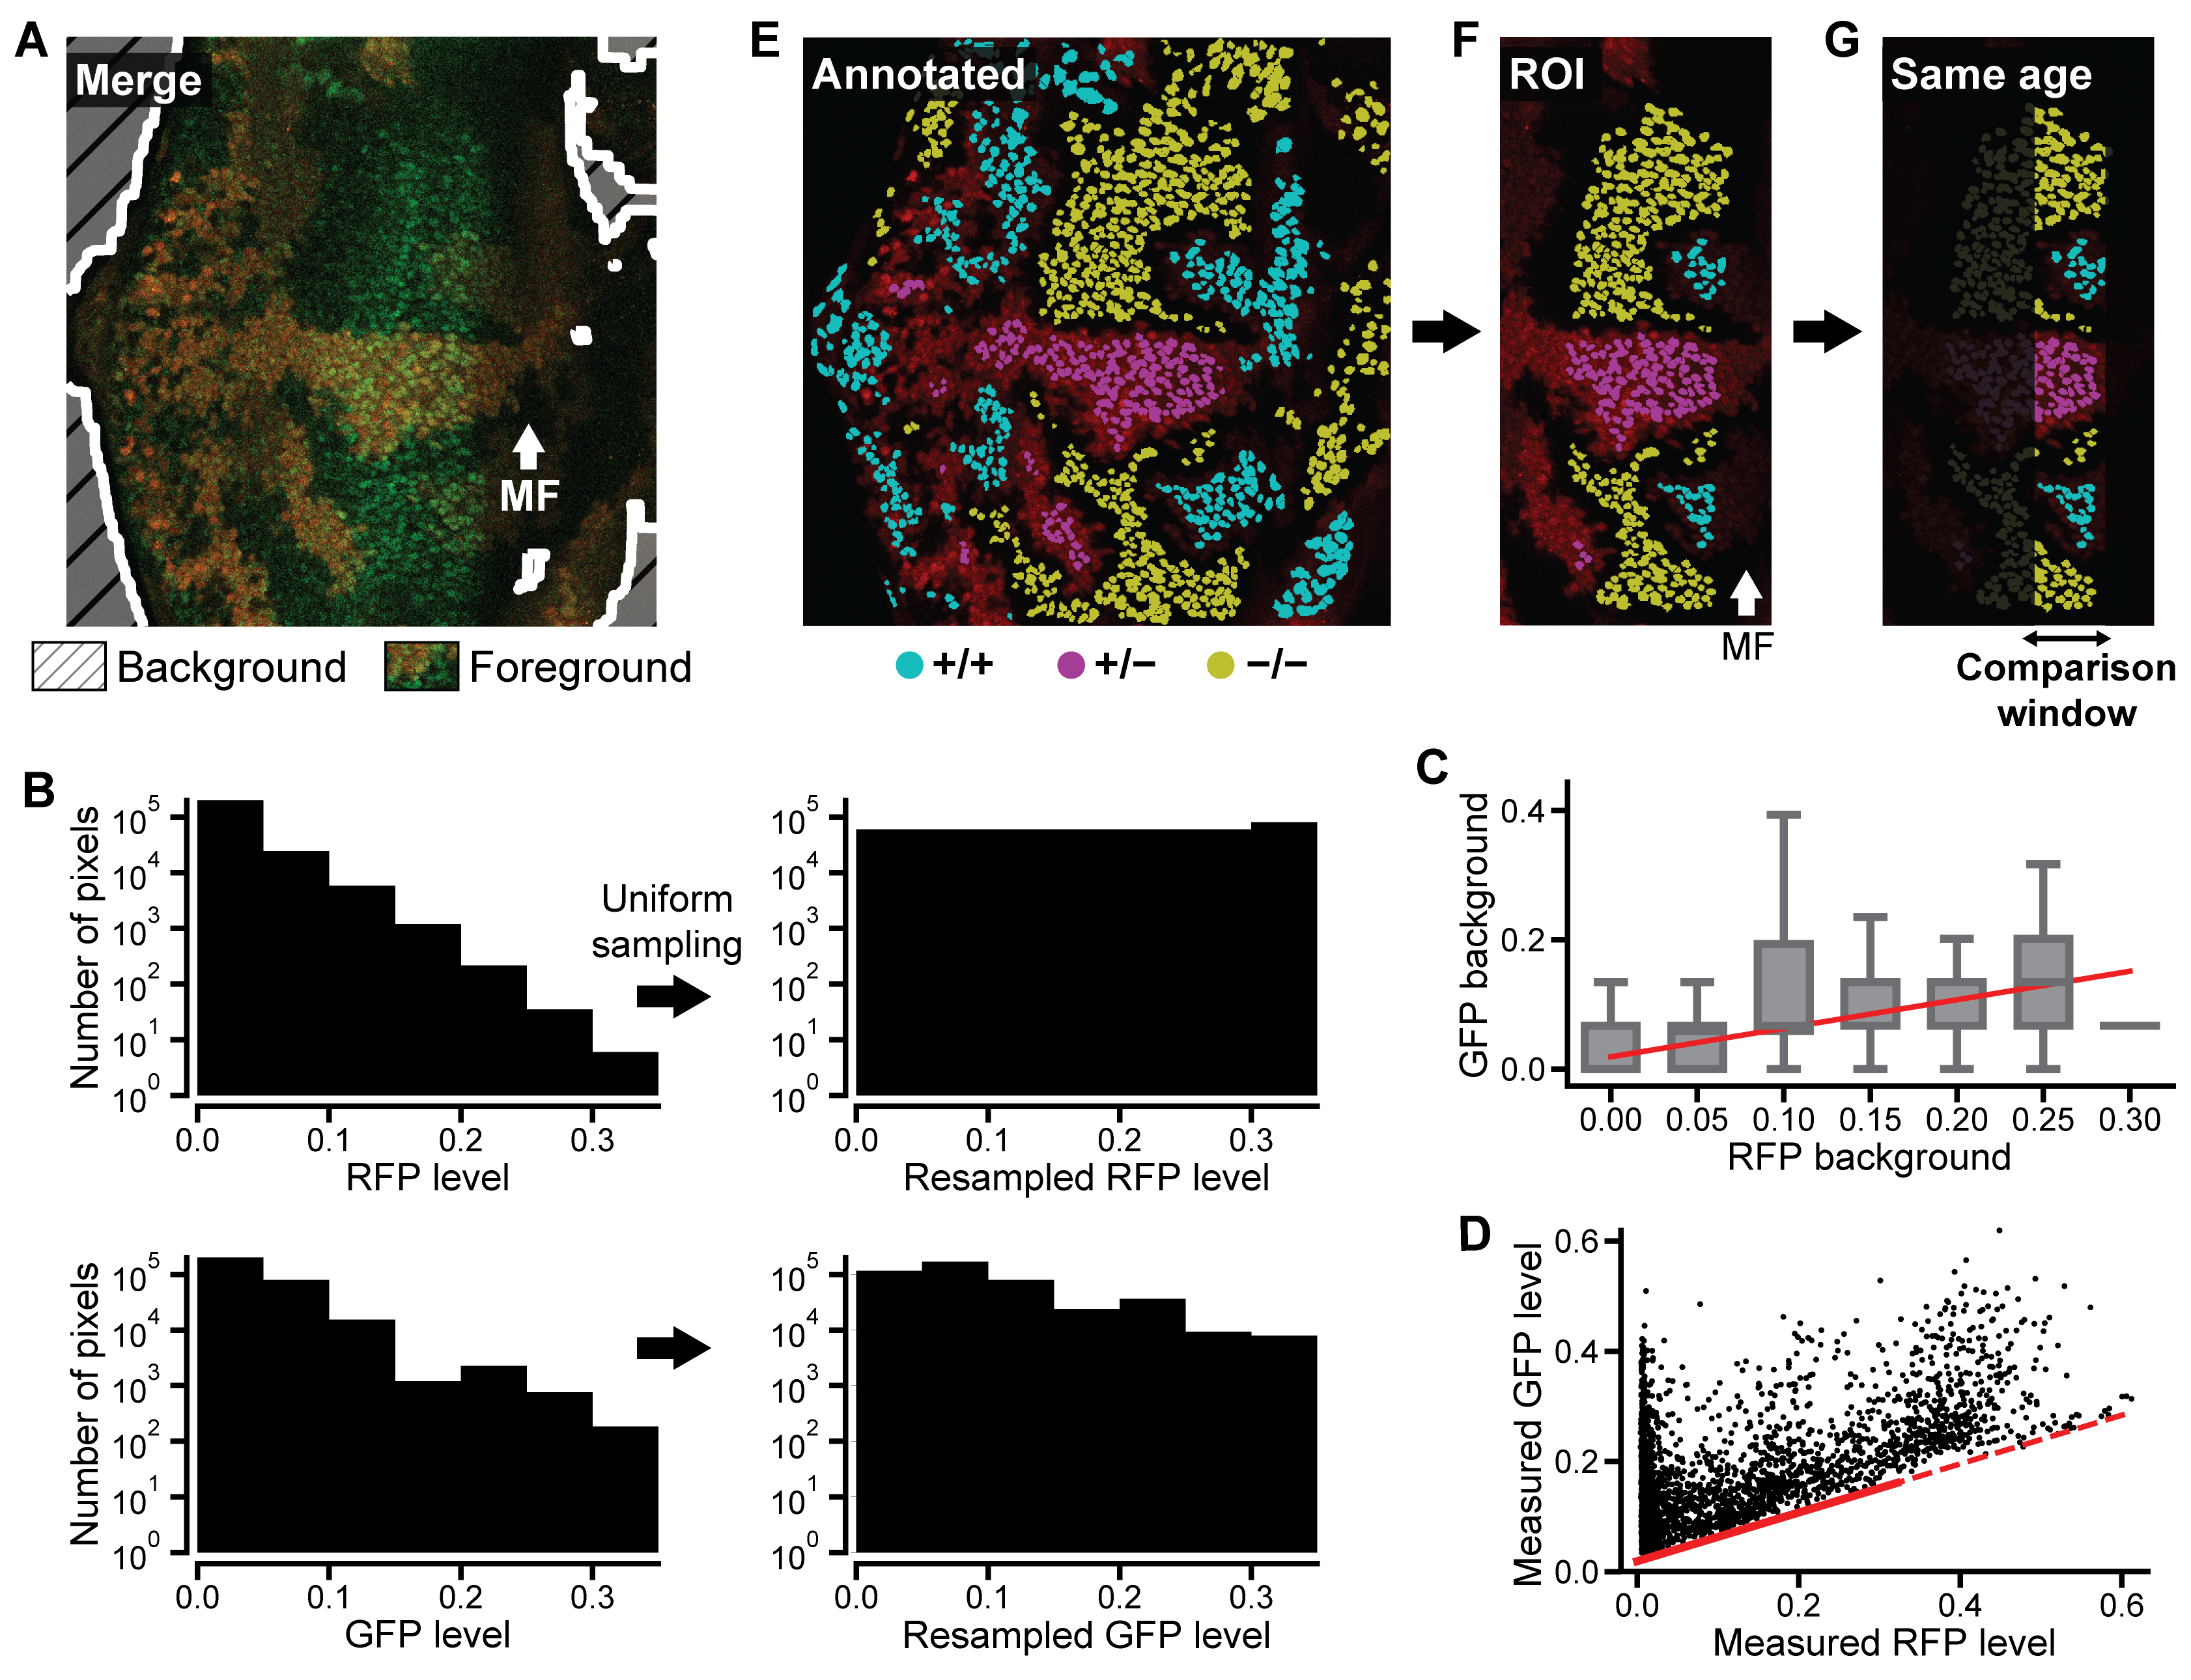 A
Merge
MF
Background
Foreground
E
Annotated
+/+
+/−
−/−
F
ROI
MF
G
Same age
Comparison
window
B
Number of pixels
10^5
10^4
10^3
10^2
10^1
10^0
0.0 0.1 0.2 0.3
RFP level
Uniform
sampling
10^5
10^4
10^3
10^2
10^1
10^0
0.0 0.1 0.2 0.3
Resampled RFP level
Number of pixels
10^5
10^4
10^3
10^2
10^1
10^0
0.0 0.1 0.2 0.3
GFP level
10^5
10^4
10^3
10^2
10^1
10^0
0.0 0.1 0.2 0.3
Resampled GFP level
C
GFP background
0.4
0.2
0.0
0.00 0.05 0.10 0.15 0.20 0.25 0.30
RFP background
D
Measured GFP level
0.6
0.4
0.2
0.0
0.0 0.2 0.4 0.6
Measured RFP level